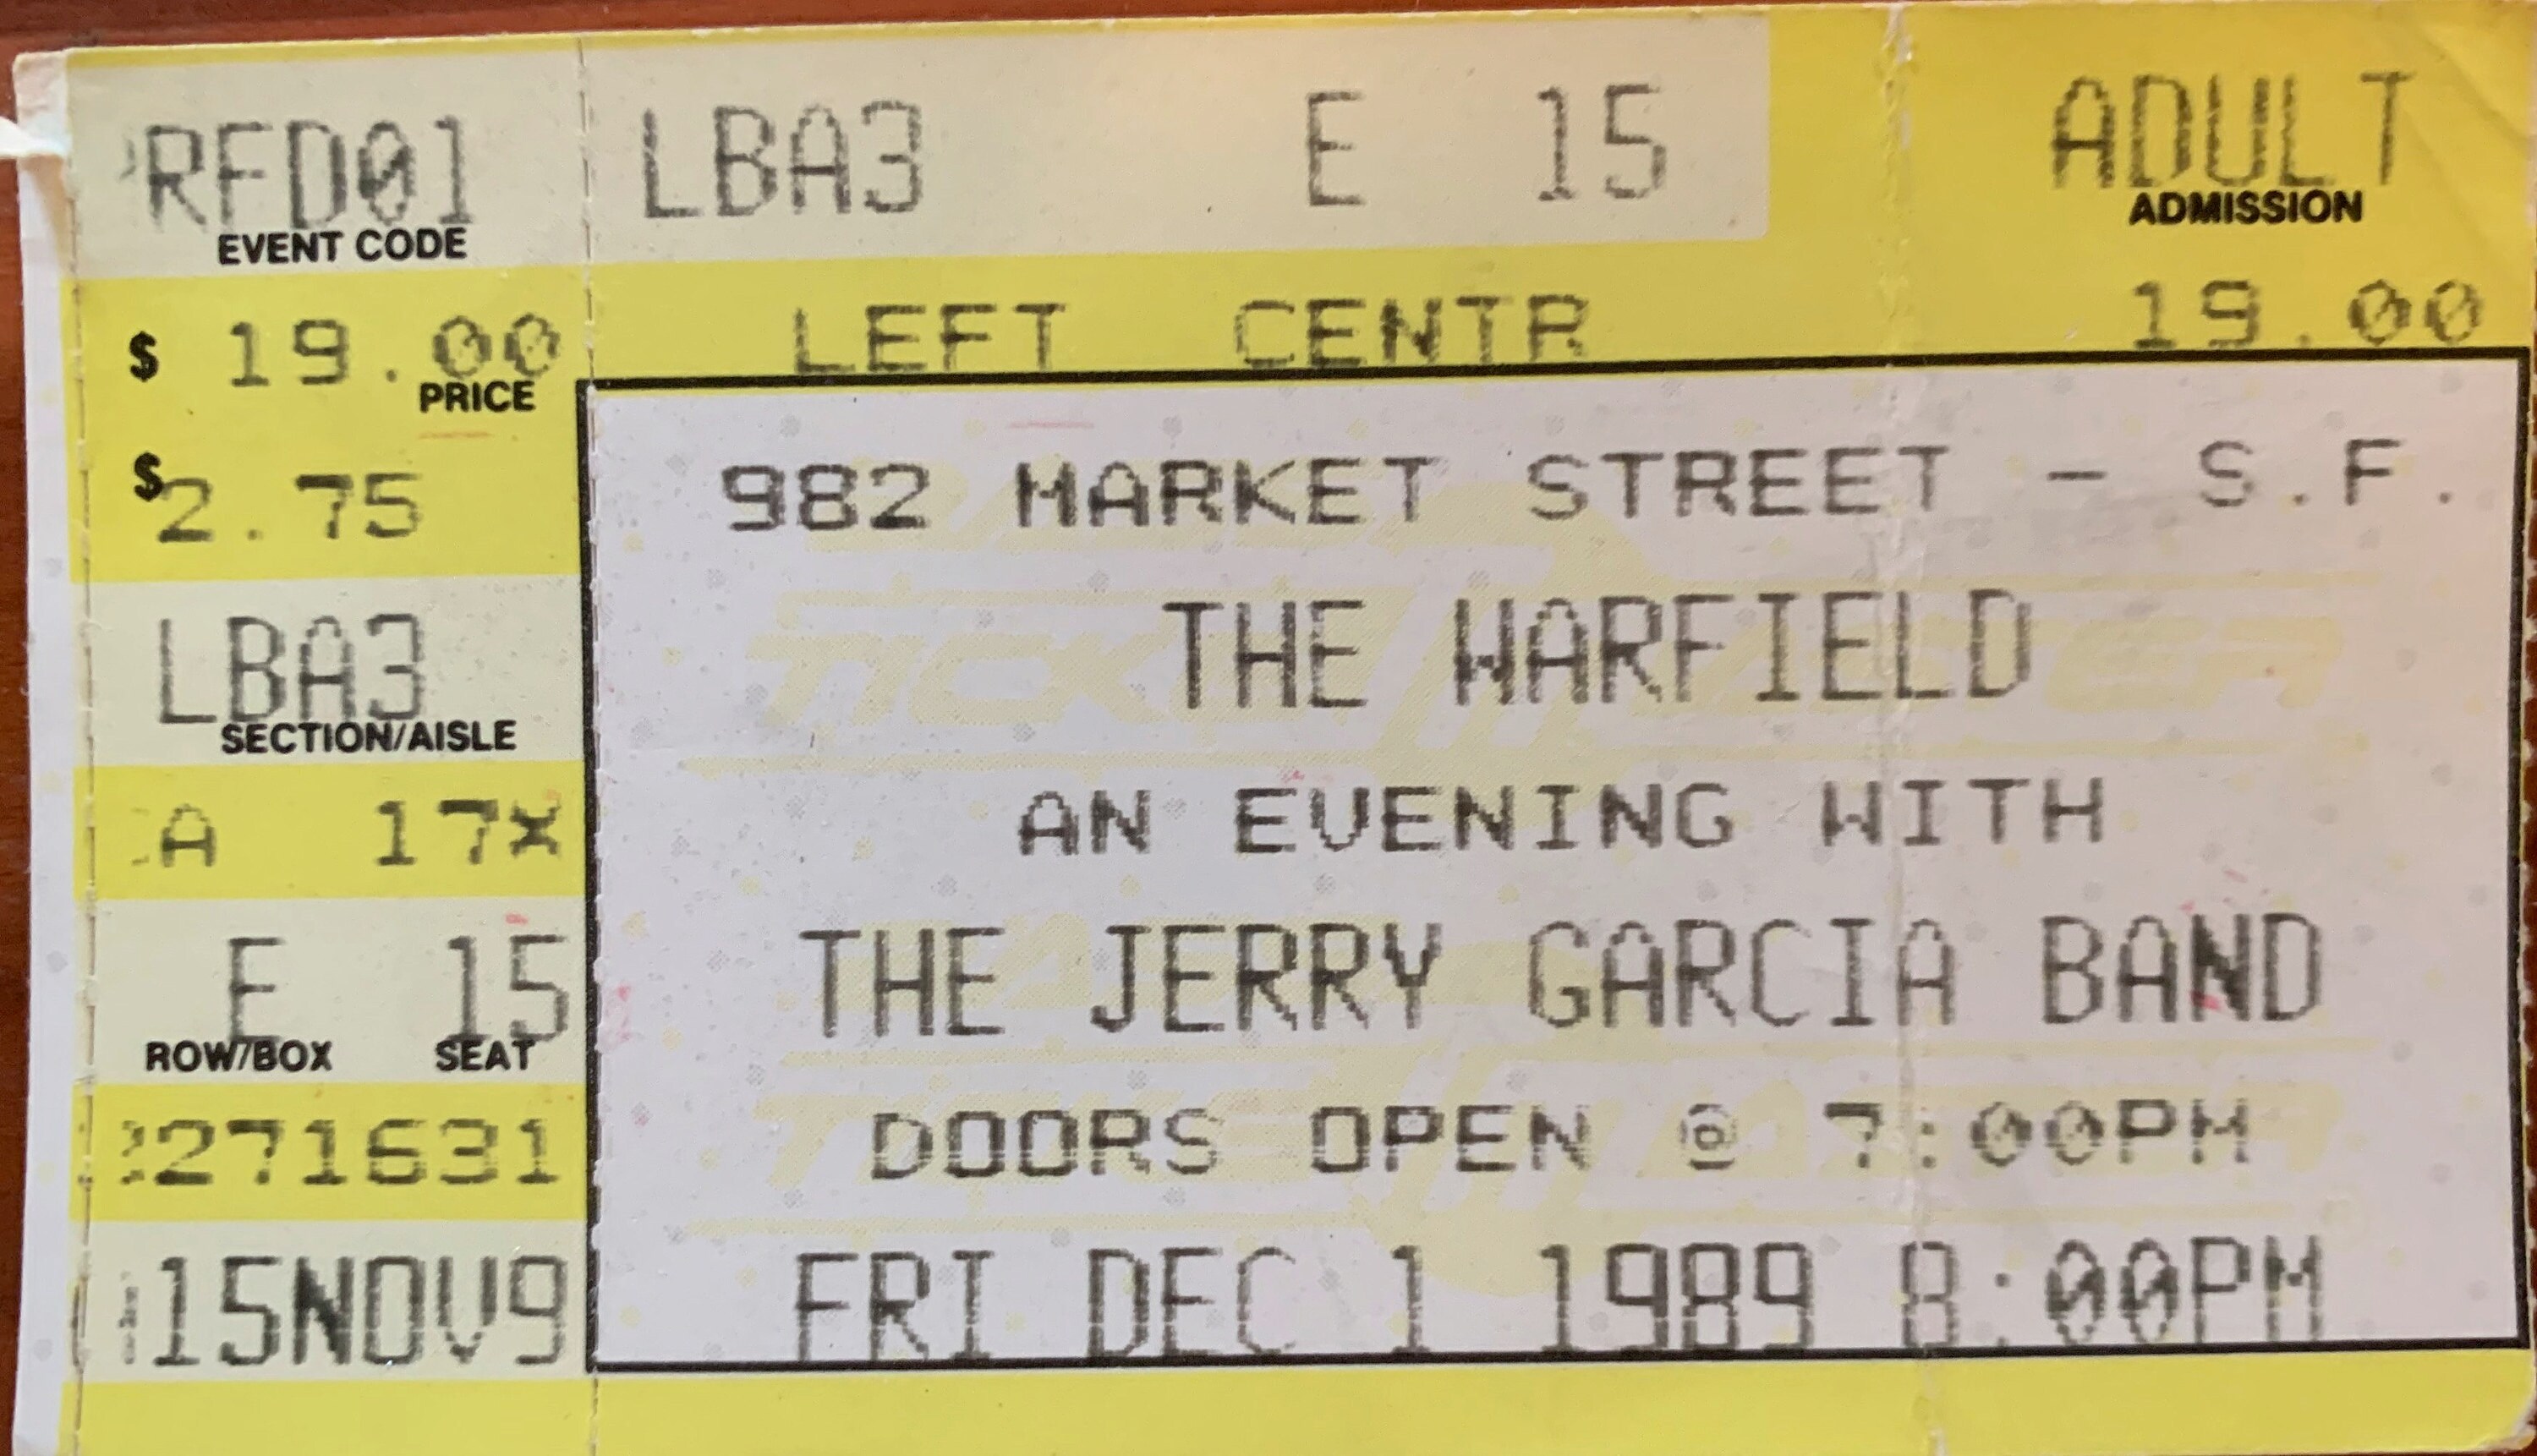 RFD01
EVENT CODE
$ 19.00
PRICE
$ 2.75
LBA3
SECTION/AISLE
A 17X
E 15
ROW/BOX SEAT
271631
15NOV9
LBA3 E 15
ADULT
ADMISSION
LEFT CENTR 19.00
982 MARKET STREET - S.F.
THE WARFIELD
AN EVENING WITH
THE JERRY GARCIA BAND
DOORS OPEN @ 7:00PM
FRI DEC 1 1989 8:00PM